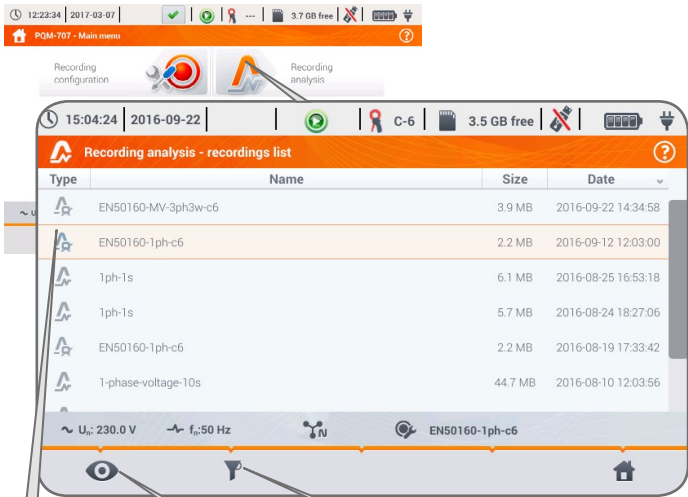 12:23:34 2017-03-07 --- 3.7 GB free
PQM-707 - Main menu ?
Recording configuration
Recording analysis
15:04:24 2016-09-22 C-6 3.5 GB free
Recording analysis - recordings list ?
Type Name Size Date
EN50160-MV-3ph3w-c6 3.9 MB 2016-09-22 14:34:58
EN50160-1ph-c6 2.2 MB 2016-09-12 12:03:00
1ph-1s 6.1 MB 2016-08-25 16:53:18
1ph-1s 5.7 MB 2016-08-24 18:27:06
EN50160-1ph-c6 2.2 MB 2016-08-19 17:33:42
1-phase-voltage-10s 44.7 MB 2016-08-10 12:03:56
~ U
~ Uₙ: 230.0 V fₙ:50 Hz N EN50160-1ph-c6